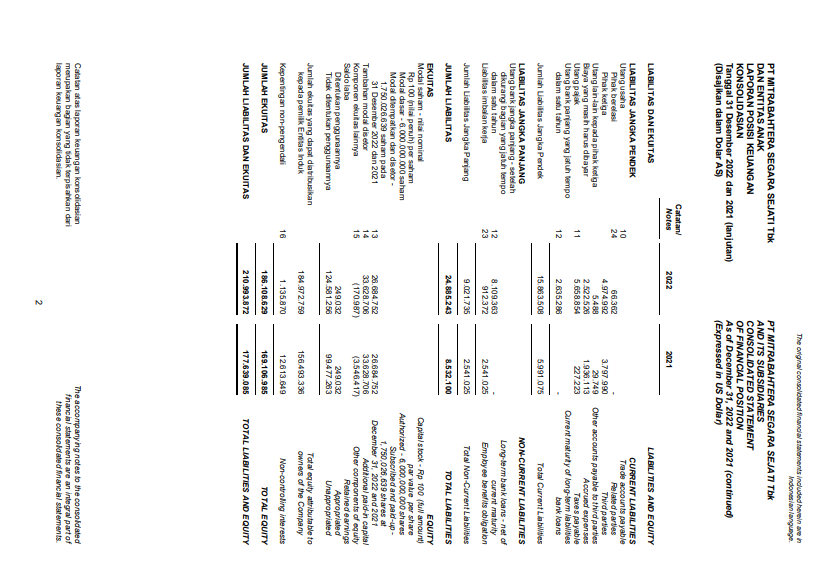 The original consolidated financial statements included herein are in
Indonesian language.
PT MITRABAHTERA SEGARA SEJATI Tbk
DAN ENTITAS ANAK
LAPORAN POSISI KEUANGAN
KONSOLIDASIAN
Tanggal 31 Desember 2022 dan 2021 (lanjutan)
(Disajikan dalam Dolar AS)
PT MITRABAHTERA SEGARA SEJATI Tbk
AND ITS SUBSIDIARIES
CONSOLIDATED STATEMENT
OF FINANCIAL POSITION
As of December 31, 2022 and 2021 (continued)
(Expressed in US Dollar)
Catatan/
Notes 2022 2021
LIABILITAS DAN EKUITAS LIABILITIES AND EQUITY
LIABILITAS JANGKA PENDEK CURRENT LIABILITIES
Utang usaha 10 Trade accounts payable
Pihak berelasi 24 66.362 - Related parties
Pihak ketiga 4.974.992 3.797.990 Third parties
Utang lain-lain kepada pihak ketiga 5.488 29.749 Other accounts payable to third parties
Biaya yang masih harus dibayar 2.522.526 1.936.113 Accrued expenses
Utang pajak 11 5.658.854 227.223 Taxes payable
Utang bank panjang yang jatuh tempo Current maturity of long-term liabilities
dalam satu tahun 12 2.635.286 - bank loans
Jumlah Liabilitas Jangka Pendek 15.863.508 5.991.075 Total Current Liabilities
LIABILITAS JANGKA PANJANG NON-CURRENT LIABILITIES
Utang bank jangka panjang - setelah
dikurangi bagian yang jatuh tempo Long-term bank loans - net of
dalam satu tahun 12 8.109.363 - current maturity
Liabilitas imbalan kerja 23 912.372 2.541.025 Employee benefits obligation
Jumlah Liabilitas Jangka Panjang 9.021.735 2.541.025 Total Non-Current Liabilities
JUMLAH LIABILITAS 24.885.243 8.532.100 TOTAL LIABILITIES
EKUITAS EQUITY
Modal saham - nilai nominal Capital stock - Rp 100 (full amount)
Rp 100 (nilai penuh) per saham par value per share
Modal dasar - 6.000.000.000 saham Authorized - 6,000,000,000 shares
Modal ditempatkan dan disetor - Subscribed and paid-up -
1.750.026.639 saham pada 1,750,026,639 shares at
31 Desember 2022 dan 2021 13 26.684.752 26.684.752 December 31, 2022 and 2021
Tambahan modal disetor 14 33.628.706 33.628.706 Additional paid-in capital
Komponen ekuitas lainnya 15 (170.987) (3.546.417) Other components of equity
Saldo laba Retained earnings
Ditentukan penggunaannya 249.032 249.032 Appropriated
Tidak ditentukan penggunaannya 124.581.256 99.477.263 Unappropriated
Jumlah ekuitas yang dapat diatribusikan Total equity attributable to
kepada pemilik Entitas Induk 184.972.759 156.493.336 owners of the Company
Kepentingan non-pengendali 16 1.135.870 12.613.649 Non-controlling interests
JUMLAH EKUITAS 186.108.629 169.106.985 TOTAL EQUITY
JUMLAH LIABILITAS DAN EKUITAS 210.993.872 177.639.085 TOTAL LIABILITIES AND EQUITY
Catatan atas laporan keuangan konsolidasian
merupakan bagian yang tidak terpisahkan dari
laporan keuangan konsolidasian.
The accompanying notes to the consolidated
financial statements are an integral part of
these consolidated financial statements.
2